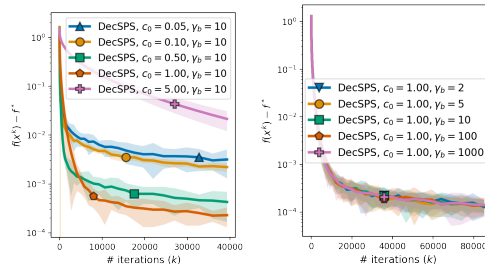 DecSPS, c₀ = 0.05, γ_b = 10
DecSPS, c₀ = 0.10, γ_b = 10
DecSPS, c₀ = 0.50, γ_b = 10
DecSPS, c₀ = 1.00, γ_b = 10
DecSPS, c₀ = 5.00, γ_b = 10
10⁰
10⁻¹
10⁻²
10⁻³
10⁻⁴
f(x^k) − f*
0 10000 20000 30000 40000
# iterations (k)
DecSPS, c₀ = 1.00, γ_b = 2
DecSPS, c₀ = 1.00, γ_b = 5
DecSPS, c₀ = 1.00, γ_b = 10
DecSPS, c₀ = 1.00, γ_b = 100
DecSPS, c₀ = 1.00, γ_b = 1000
10⁰
10⁻¹
10⁻²
10⁻³
10⁻⁴
f(x^k) − f*
0 20000 40000 60000 80000
# iterations (k)